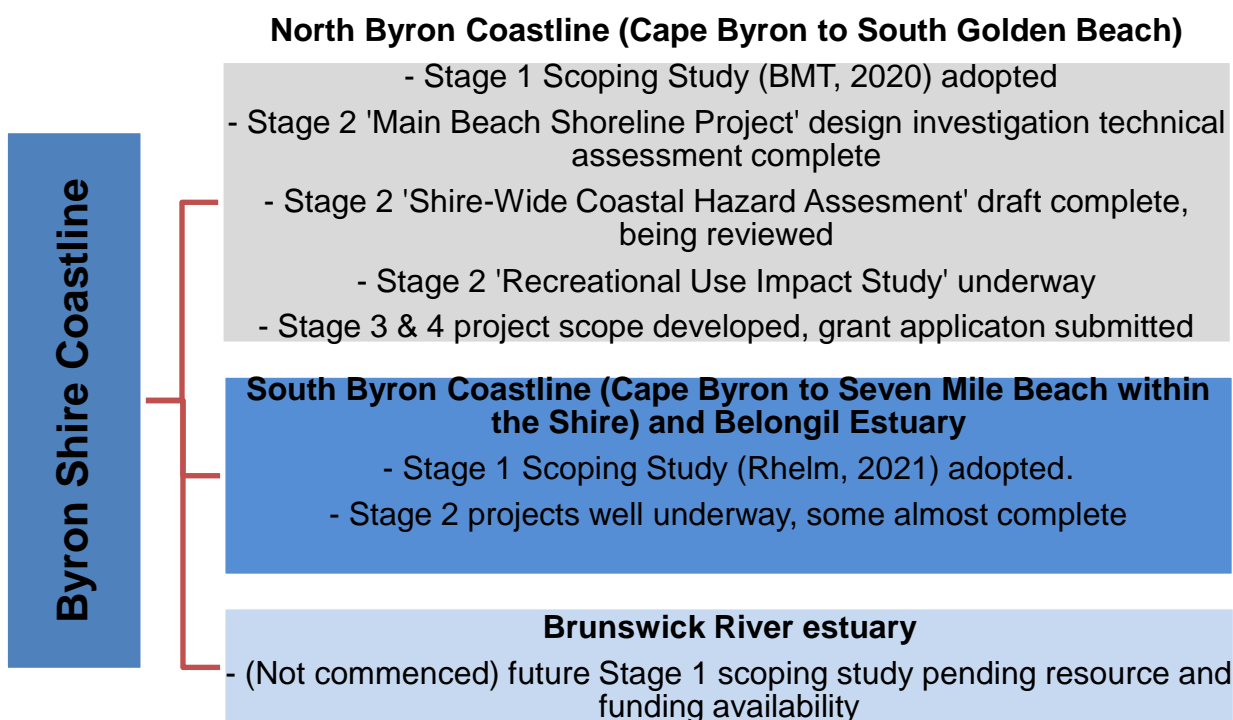 Byron Shire Coastline
North Byron Coastline (Cape Byron to South Golden Beach)
- Stage 1 Scoping Study (BMT, 2020) adopted
- Stage 2 'Main Beach Shoreline Project' design investigation technical
assessment complete
- Stage 2 'Shire-Wide Coastal Hazard Assesment' draft complete,
being reviewed
- Stage 2 'Recreational Use Impact Study' underway
- Stage 3 & 4 project scope developed, grant applicaton submitted
South Byron Coastline (Cape Byron to Seven Mile Beach within
the Shire) and Belongil Estuary
- Stage 1 Scoping Study (Rhelm, 2021) adopted.
- Stage 2 projects well underway, some almost complete
Brunswick River estuary
- (Not commenced) future Stage 1 scoping study pending resource and
funding availability